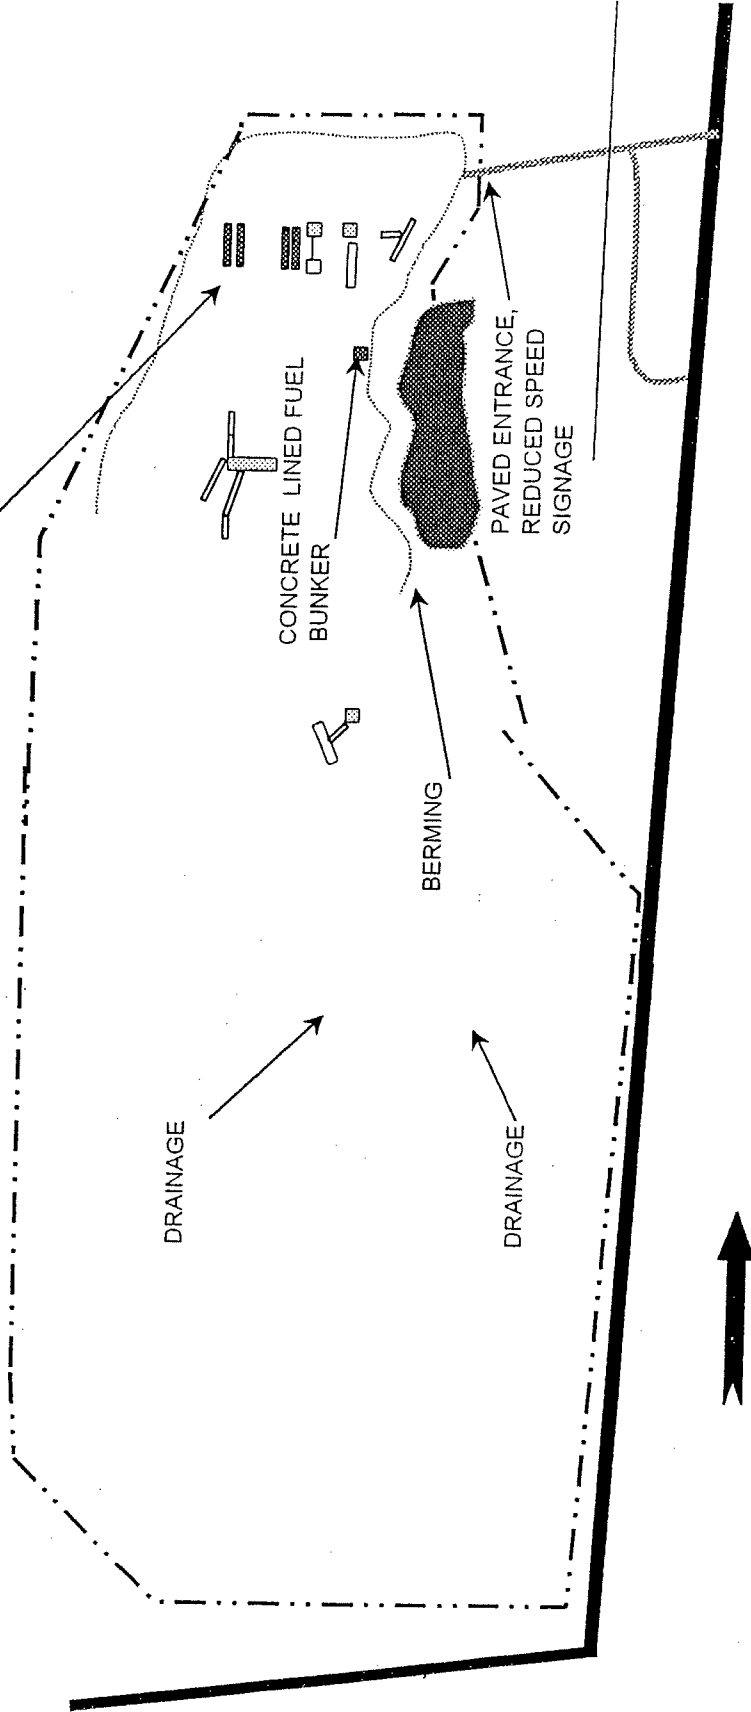 CONCRETE LINED FUEL
BUNKER
PAVED ENTRANCE,
REDUCED SPEED
SIGNAGE
BERMING
DRAINAGE
DRAINAGE